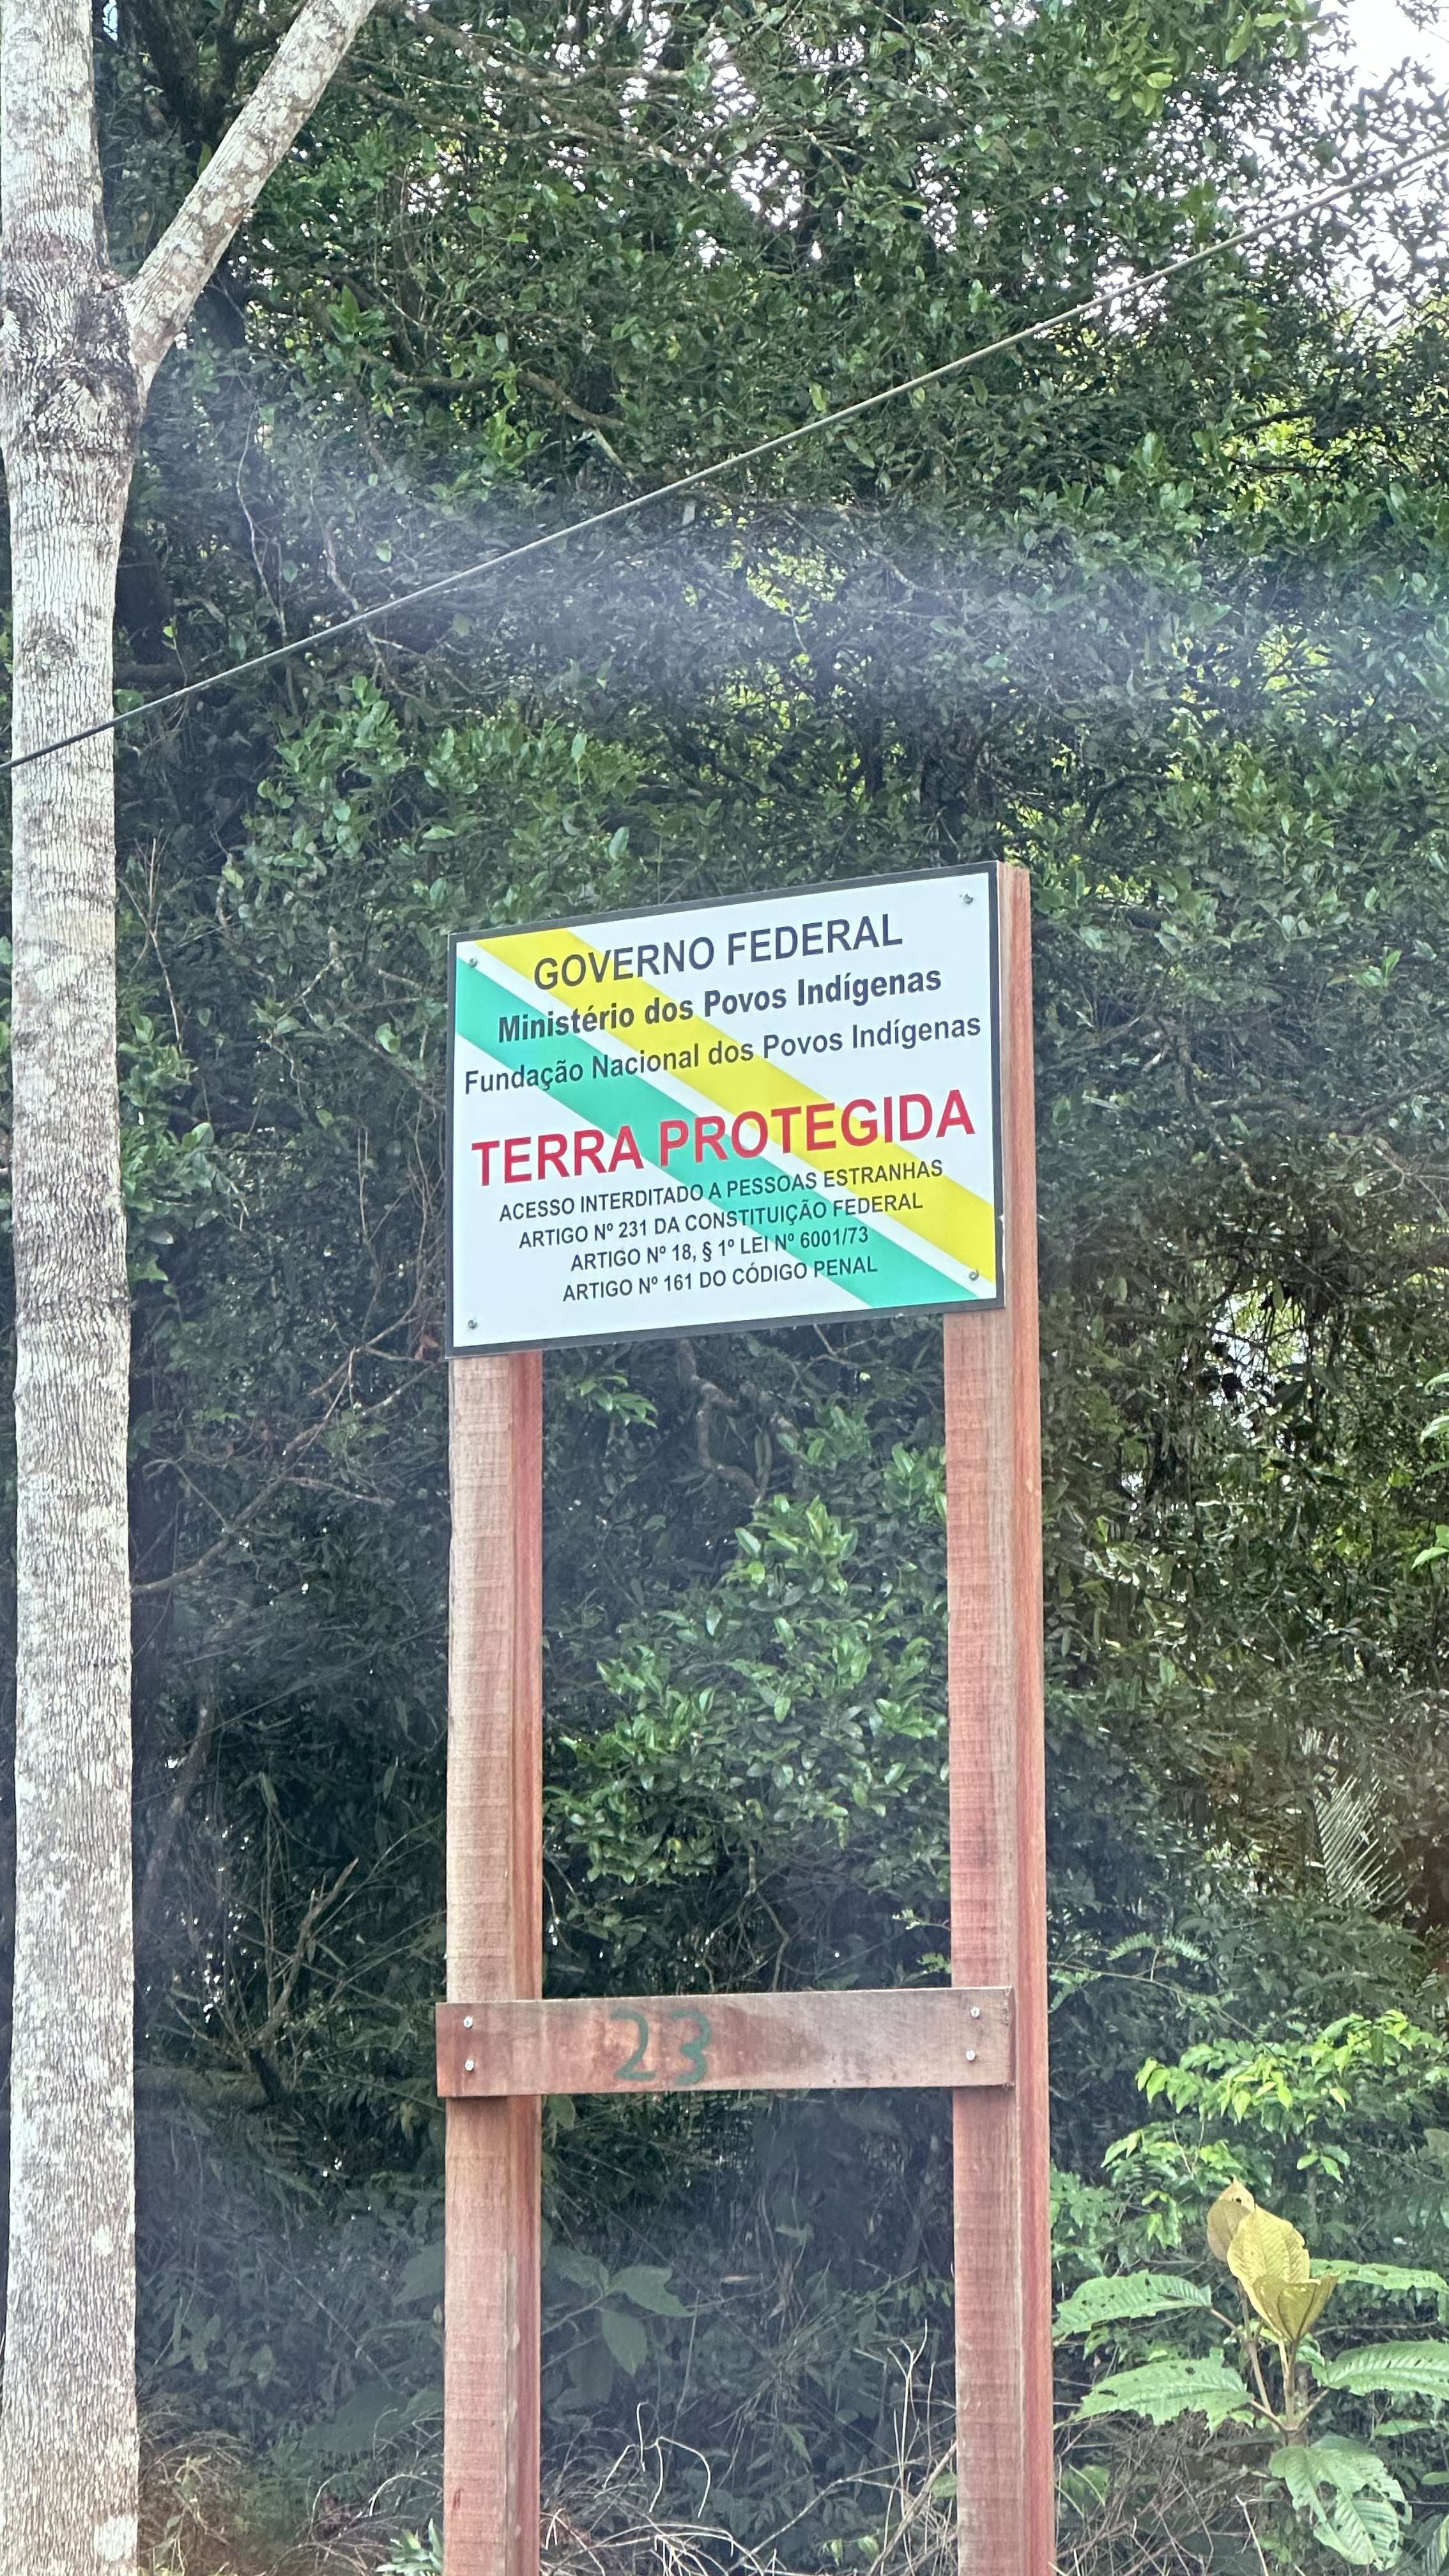 GOVERNO FEDERAL
Ministério dos Povos Indígenas
Fundação Nacional dos Povos Indígenas
TERRA PROTEGIDA
ACESSO INTERDITADO A PESSOAS ESTRANHAS
ARTIGO Nº 231 DA CONSTITUIÇÃO FEDERAL
ARTIGO Nº 18, § 1º LEI Nº 6001/73
ARTIGO Nº 161 DO CÓDIGO PENAL
23